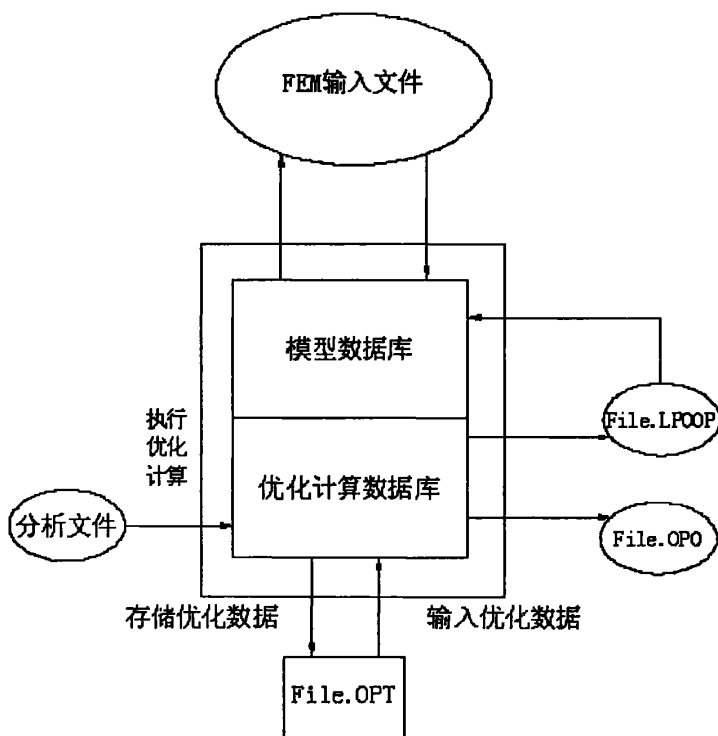 FEM输入文件
模型数据库
执行
优化
计算
File.LPOOP
优化计算数据库
分析文件
File.OPO
存储优化数据
输入优化数据
File.OPT